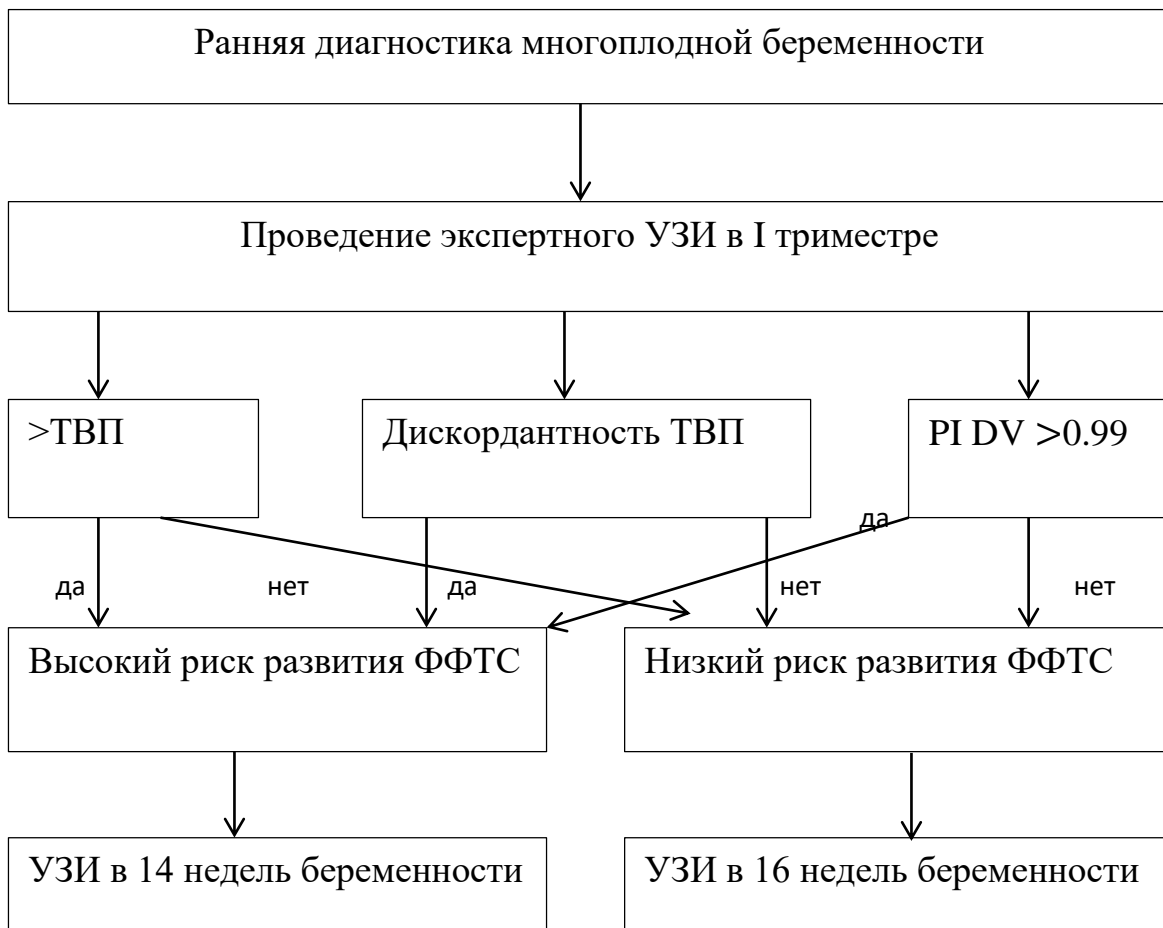 Ранняя диагностика многоплодной беременности
Проведение экспертного УЗИ в I триместре
>ТВП
Дискордантность ТВП
PI DV >0.99
да
да
нет
да
нет
нет
Высокий риск развития ФФТС
Низкий риск развития ФФТС
УЗИ в 14 недель беременности
УЗИ в 16 недель беременности